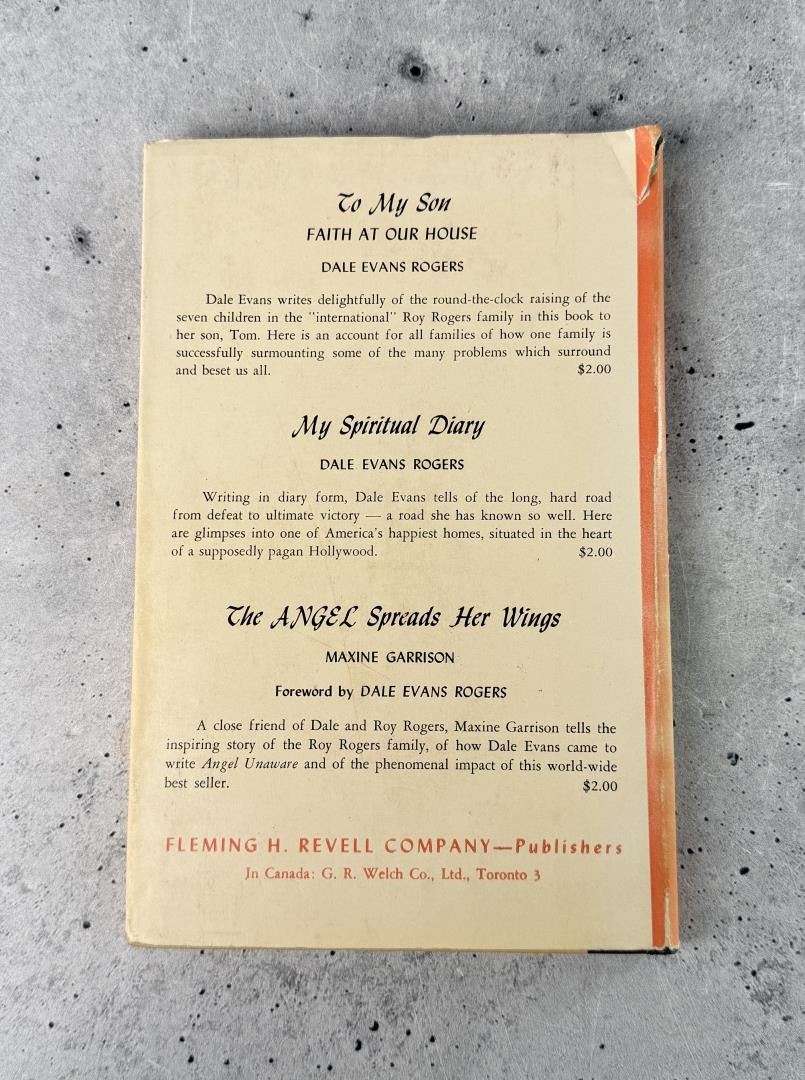 To My Son
FAITH AT OUR HOUSE
DALE EVANS ROGERS
Dale Evans writes delightfully of the round-the-clock raising of the
seven children in the "international" Roy Rogers family in this book to
her son, Tom. Here is an account for all families of how one family is
successfully surmounting some of the many problems which surround
and beset us all. $2.00
My Spiritual Diary
DALE EVANS ROGERS
Writing in diary form, Dale Evans tells of the long, hard road
from defeat to ultimate victory — a road she has known so well. Here
are glimpses into one of America's happiest homes, situated in the heart
of a supposedly pagan Hollywood. $2.00
The ANGEL Spreads Her Wings
MAXINE GARRISON
Foreword by DALE EVANS ROGERS
A close friend of Dale and Roy Rogers, Maxine Garrison tells the
inspiring story of the Roy Rogers family, of how Dale Evans came to
write Angel Unaware and of the phenomenal impact of this world-wide
best seller. $2.00
FLEMING H. REVELL COMPANY—Publishers
In Canada: G. R. Welch Co., Ltd., Toronto 3